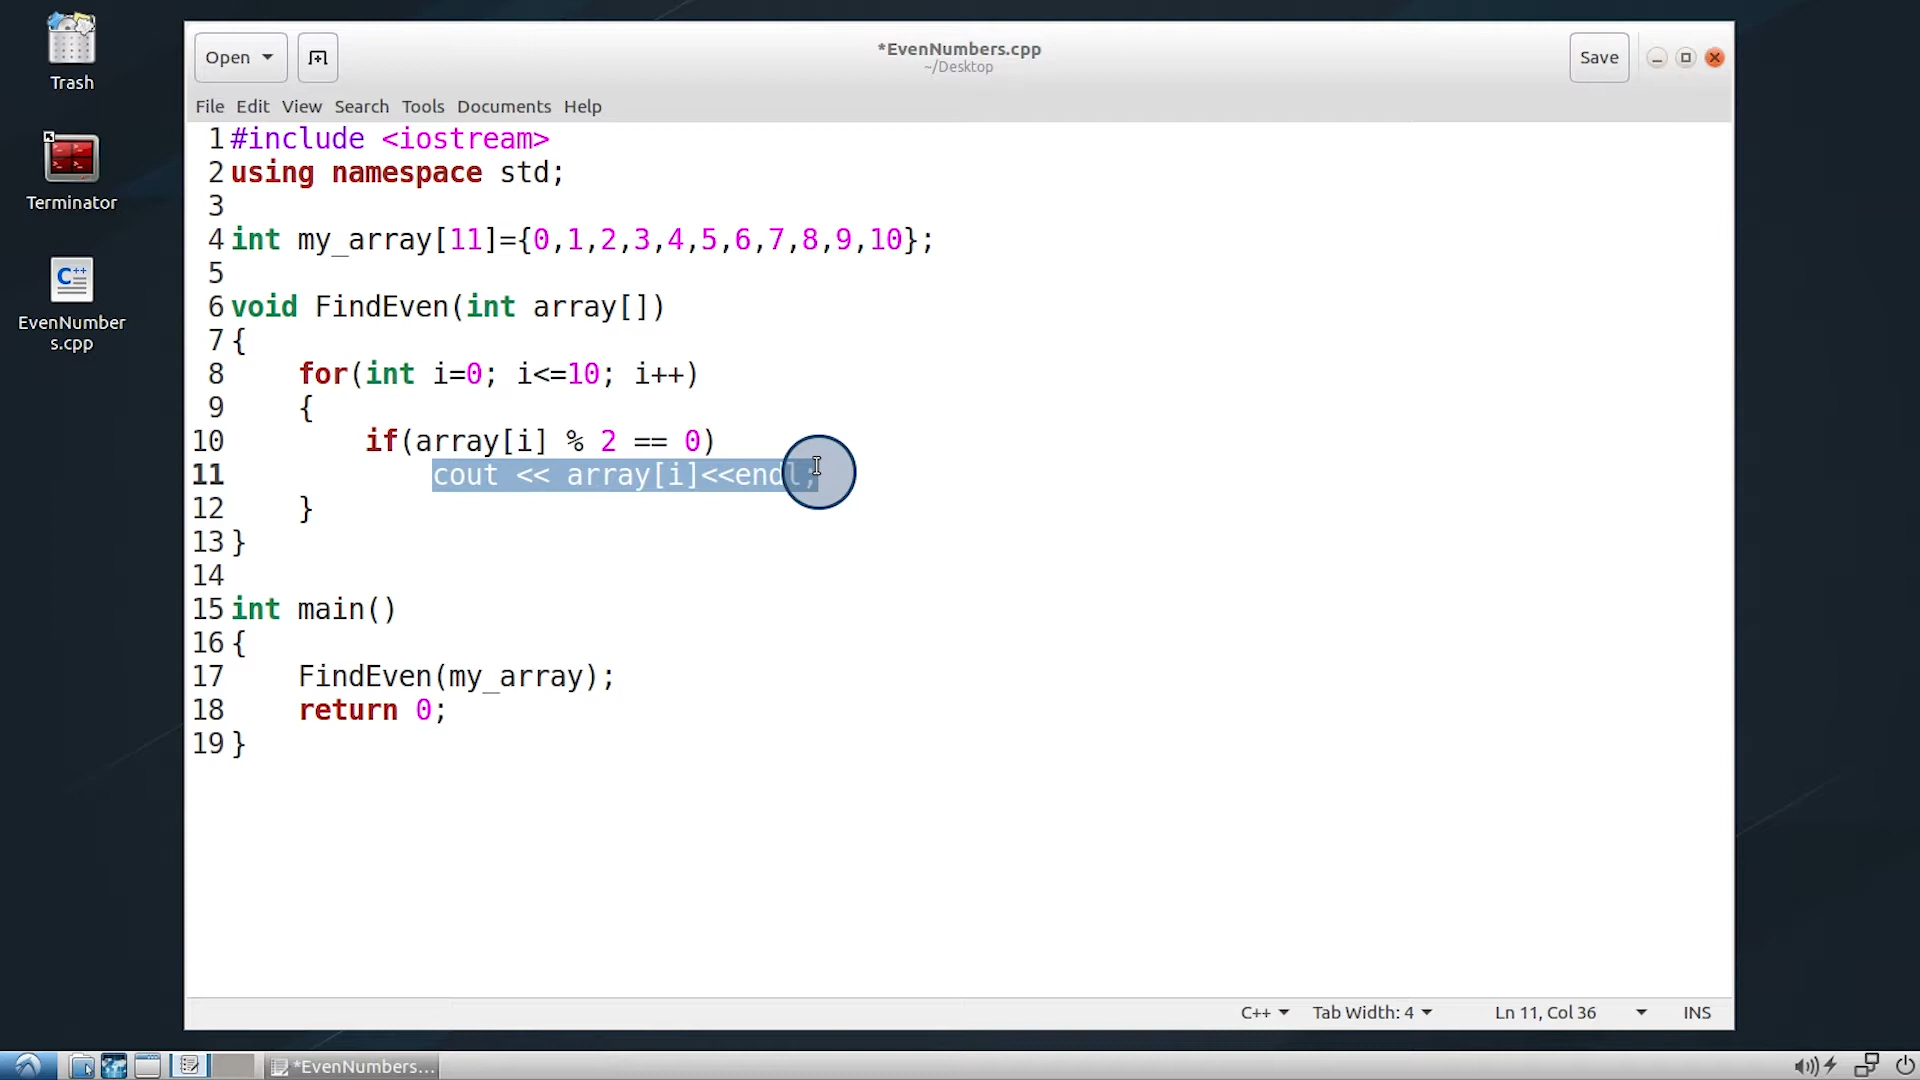 Trash
Terminator
EvenNumber
s.cpp
Open
*EvenNumbers.cpp
~/Desktop
Save
File Edit View Search Tools Documents Help
1 #include <iostream>
2 using namespace std;
3
4 int my_array[11]={0,1,2,3,4,5,6,7,8,9,10};
5
6 void FindEven(int array[])
7 {
8     for(int i=0; i<=10; i++)
9     {
10         if(array[i] % 2 == 0)
11             cout << array[i]<<endl;
12     }
13 }
14
15 int main()
16 {
17     FindEven(my_array);
18     return 0;
19 }
C++ Tab Width: 4 Ln 11, Col 36 INS
*EvenNumbers...